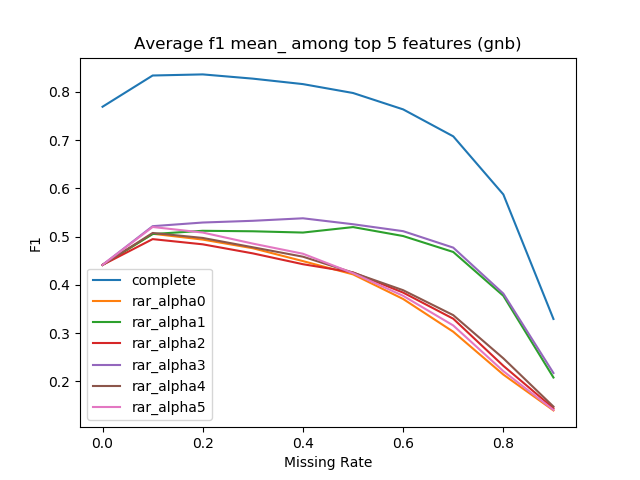 Average f1 mean_ among top 5 features (gnb)
F1
0.8
0.7
0.6
0.5
0.4
0.3
0.2
complete
rar_alpha0
rar_alpha1
rar_alpha2
rar_alpha3
rar_alpha4
rar_alpha5
0.0 0.2 0.4 0.6 0.8
Missing Rate